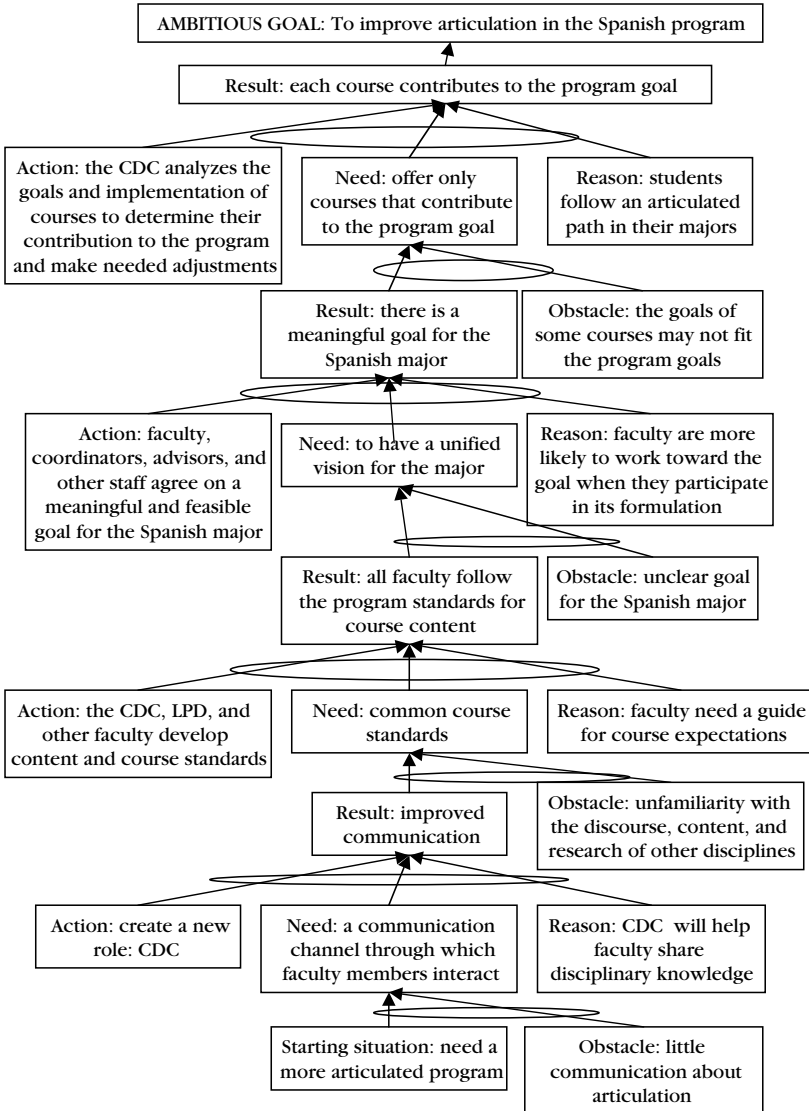 AMBITIOUS GOAL: To improve articulation in the Spanish program
Result: each course contributes to the program goal
Action: the CDC analyzes the
goals and implementation of
courses to determine their
contribution to the program
and make needed adjustments
Need: offer only
courses that contribute
to the program goal
Reason: students
follow an articulated
path in their majors
Result: there is a
meaningful goal for the
Spanish major
Obstacle: the goals of
some courses may not fit
the program goals
Action: faculty,
coordinators, advisors, and
other staff agree on a
meaningful and feasible
goal for the Spanish major
Need: to have a unified
vision for the major
Reason: faculty are more
likely to work toward the
goal when they participate
in its formulation
Result: all faculty follow
the program standards for
course content
Obstacle: unclear goal
for the Spanish major
Action: the CDC, LPD, and
other faculty develop
content and course standards
Need: common course
standards
Reason: faculty need a guide
for course expectations
Result: improved
communication
Obstacle: unfamiliarity with
the discourse, content, and
research of other disciplines
Action: create a new
role: CDC
Need: a communication
channel through which
faculty members interact
Reason: CDC will help
faculty share
disciplinary knowledge
Starting situation: need a
more articulated program
Obstacle: little
communication about
articulation